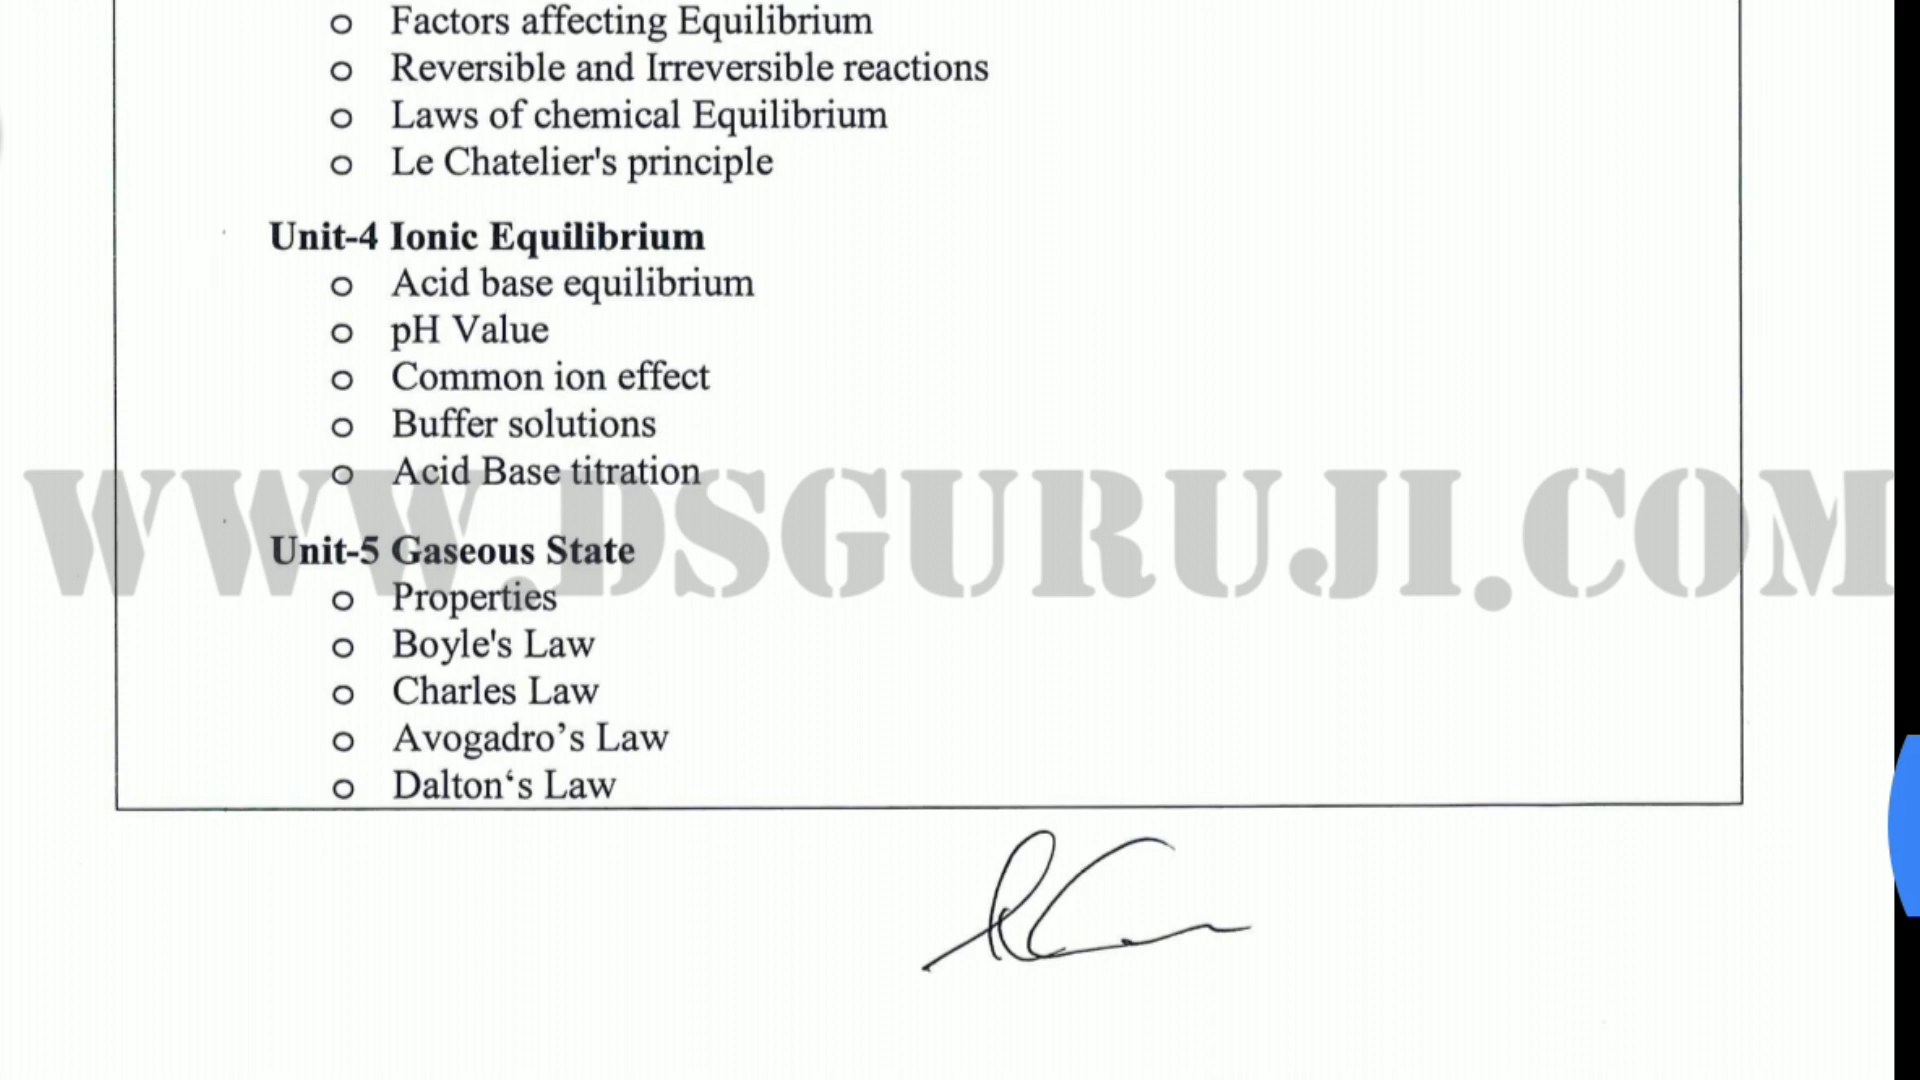 o Factors affecting Equilibrium
o Reversible and Irreversible reactions
o Laws of chemical Equilibrium
o Le Chatelier's principle
Unit-4 Ionic Equilibrium
o Acid base equilibrium
o pH Value
o Common ion effect
o Buffer solutions
o Acid Base titration
WWW.DSGURUJI.COM
Unit-5 Gaseous State
o Properties
o Boyle's Law
o Charles Law
o Avogadro’s Law
o Dalton‘s Law